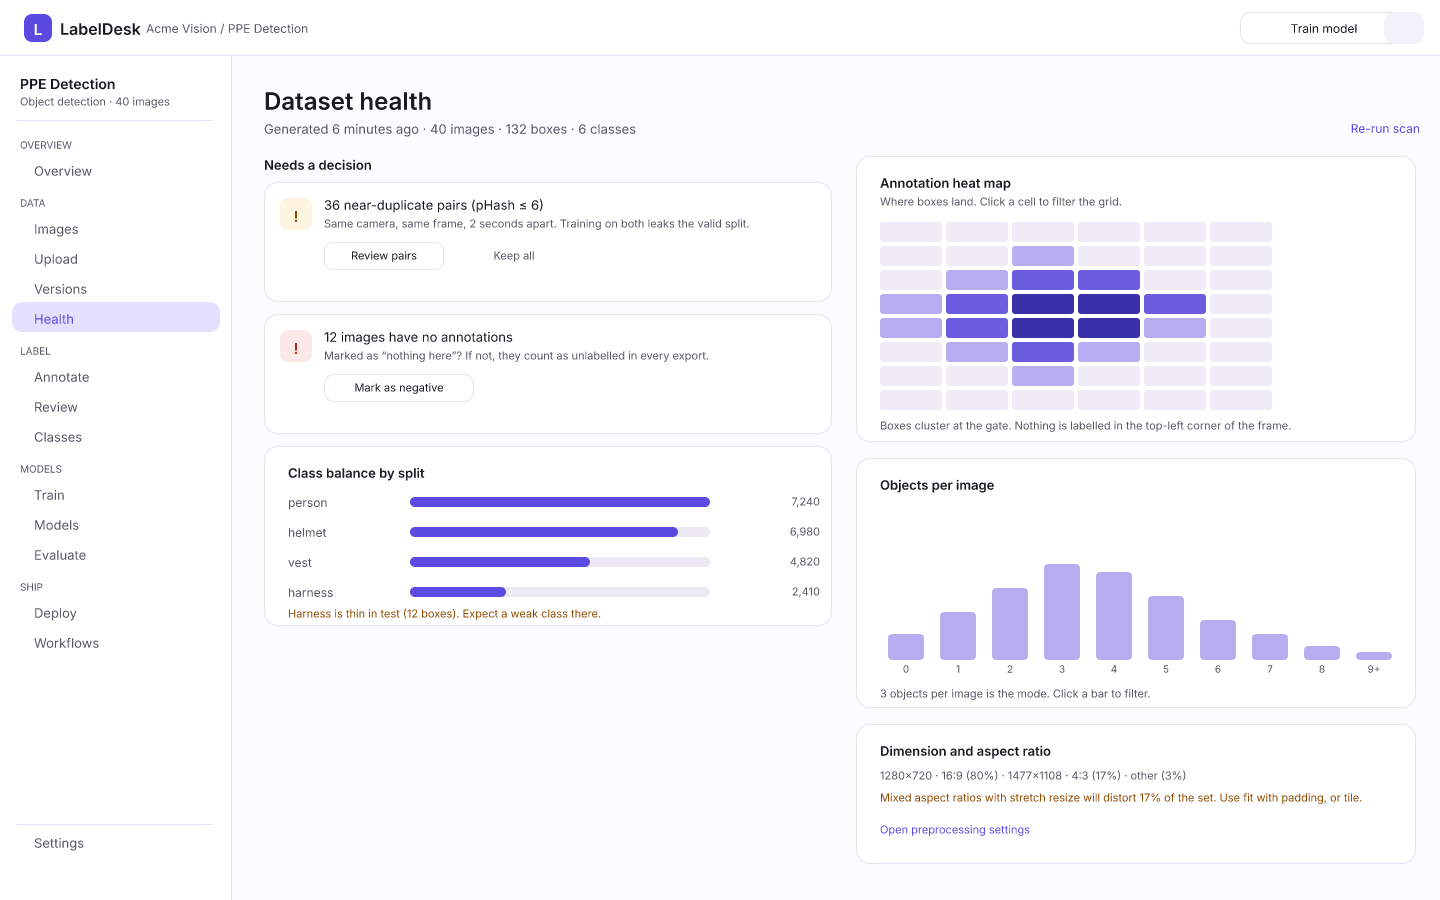 L LabelDesk Acme Vision / PPE Detection
Train model
PPE Detection
Object detection · 40 images
OVERVIEW
Overview
DATA
Images
Upload
Versions
Health
LABEL
Annotate
Review
Classes
MODELS
Train
Models
Evaluate
SHIP
Deploy
Workflows
Settings
Dataset health
Generated 6 minutes ago · 40 images · 132 boxes · 6 classes
Re-run scan
Needs a decision
! 36 near-duplicate pairs (pHash ≤ 6)
Same camera, same frame, 2 seconds apart. Training on both leaks the valid split.
Review pairs Keep all
! 12 images have no annotations
Marked as “nothing here”? If not, they count as unlabelled in every export.
Mark as negative
Class balance by split
person 7,240
helmet 6,980
vest 4,820
harness 2,410
Harness is thin in test (12 boxes). Expect a weak class there.
Annotation heat map
Where boxes land. Click a cell to filter the grid.
Boxes cluster at the gate. Nothing is labelled in the top-left corner of the frame.
Objects per image
0 1 2 3 4 5 6 7 8 9+
3 objects per image is the mode. Click a bar to filter.
Dimension and aspect ratio
1280×720 · 16:9 (80%) · 1477×1108 · 4:3 (17%) · other (3%)
Mixed aspect ratios with stretch resize will distort 17% of the set. Use fit with padding, or tile.
Open preprocessing settings